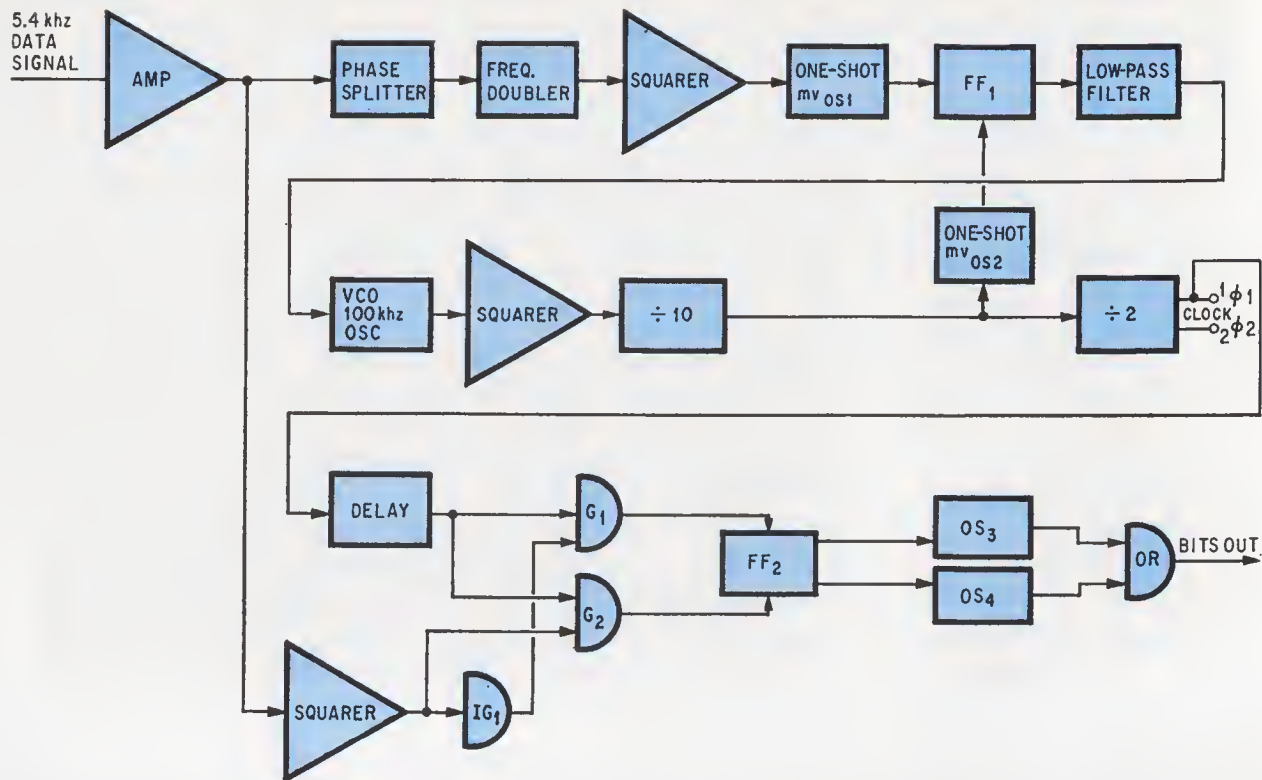 5.4 khz
DATA
SIGNAL
AMP
PHASE
SPLITTER
FREQ.
DOUBLER
SQUARER
ONE-SHOT
mv OS1
FF1
LOW-PASS
FILTER
VCO
100 khz
OSC
SQUARER
÷ 10
ONE-SHOT
mv OS2
÷ 2
1 ϕ1
CLOCK
2 ϕ2
DELAY
G1
G2
FF2
OS3
OS4
OR
BITS OUT
SQUARER
IG1